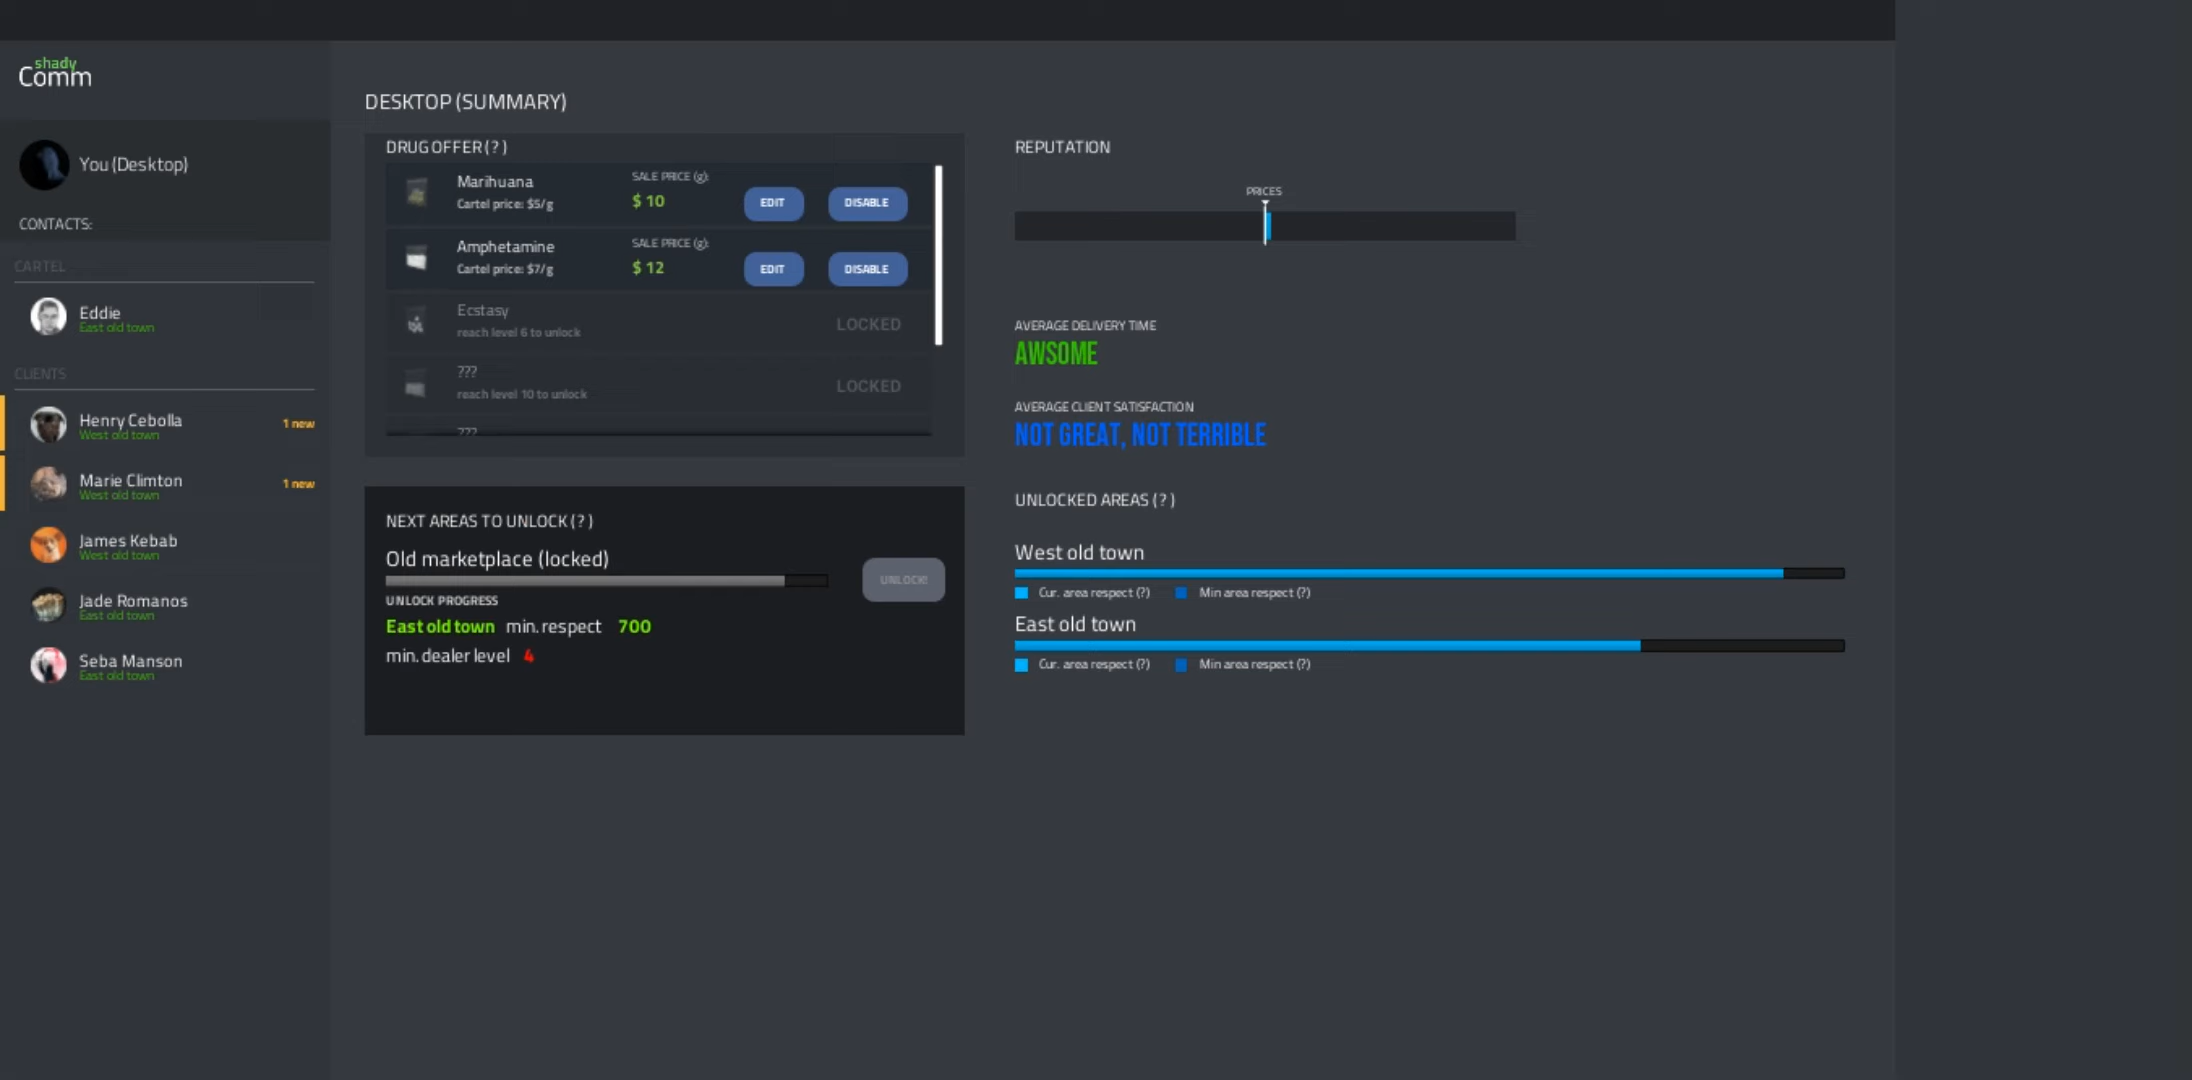 shady
Comm
You (Desktop)
CONTACTS:
CARTEL
Eddie
East old town
CLIENTS
Henry Cebolla
West old town
1 new
Marie Climton
West old town
1 new
James Kebab
West old town
Jade Romanos
East old town
Seba Manson
East old town
DESKTOP (SUMMARY)
DRUG OFFER (?)
Marihuana
Cartel price: $5/g
SALE PRICE (g):
$ 10
EDIT
DISABLE
Amphetamine
Cartel price: $7/g
SALE PRICE (g):
$ 12
EDIT
DISABLE
Ecstasy
reach level 6 to unlock
LOCKED
???
reach level 10 to unlock
LOCKED
???
NEXT AREAS TO UNLOCK (?)
Old marketplace (locked)
UNLOCK!
UNLOCK PROGRESS
East old town min. respect 700
min. dealer level 4
REPUTATION
PRICES
AVERAGE DELIVERY TIME
AWSOME
AVERAGE CLIENT SATISFACTION
NOT GREAT, NOT TERRIBLE
UNLOCKED AREAS (?)
West old town
Cur. area respect (?) Min area respect (?)
East old town
Cur. area respect (?) Min area respect (?)